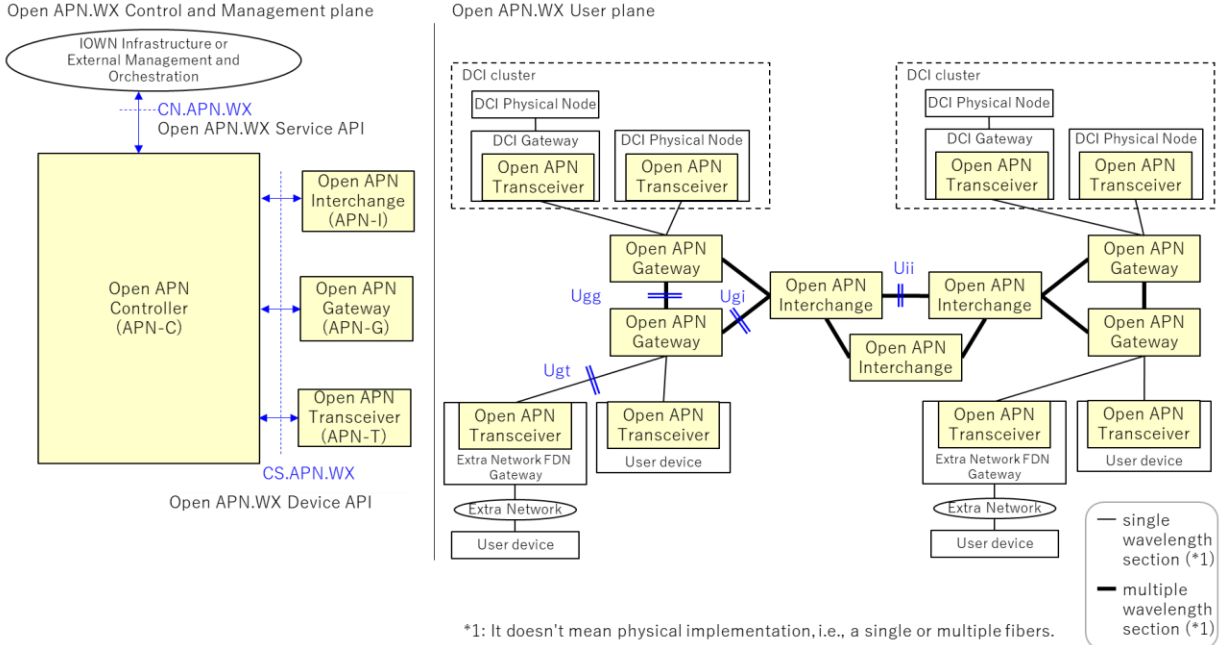 Open APN.WX Control and Management plane
IOWN Infrastructure or
External Management and
Orchestration
CN.APN.WX
Open APN.WX Service API
Open APN
Controller
(APN-C)
Open APN
Interchange
(APN-I)
Open APN
Gateway
(APN-G)
Open APN
Transceiver
(APN-T)
CS.APN.WX
Open APN.WX Device API
Open APN.WX User plane
DCI cluster
DCI Physical Node
DCI Gateway
Open APN
Transceiver
DCI Physical Node
Open APN
Transceiver
DCI cluster
DCI Physical Node
DCI Gateway
Open APN
Transceiver
DCI Physical Node
Open APN
Transceiver
Open APN
Gateway
Ugg
Open APN
Gateway
Ugi
Open APN
Interchange
Uii
Open APN
Interchange
Open APN
Interchange
Open APN
Gateway
Open APN
Gateway
Ugt
Open APN
Transceiver
Extra Network FDN
Gateway
Extra Network
User device
Open APN
Transceiver
User device
Open APN
Transceiver
Extra Network FDN
Gateway
Extra Network
User device
Open APN
Transceiver
User device
single
wavelength
section (*1)
multiple
wavelength
section (*1)
*1: It doesn't mean physical implementation, i.e., a single or multiple fibers.